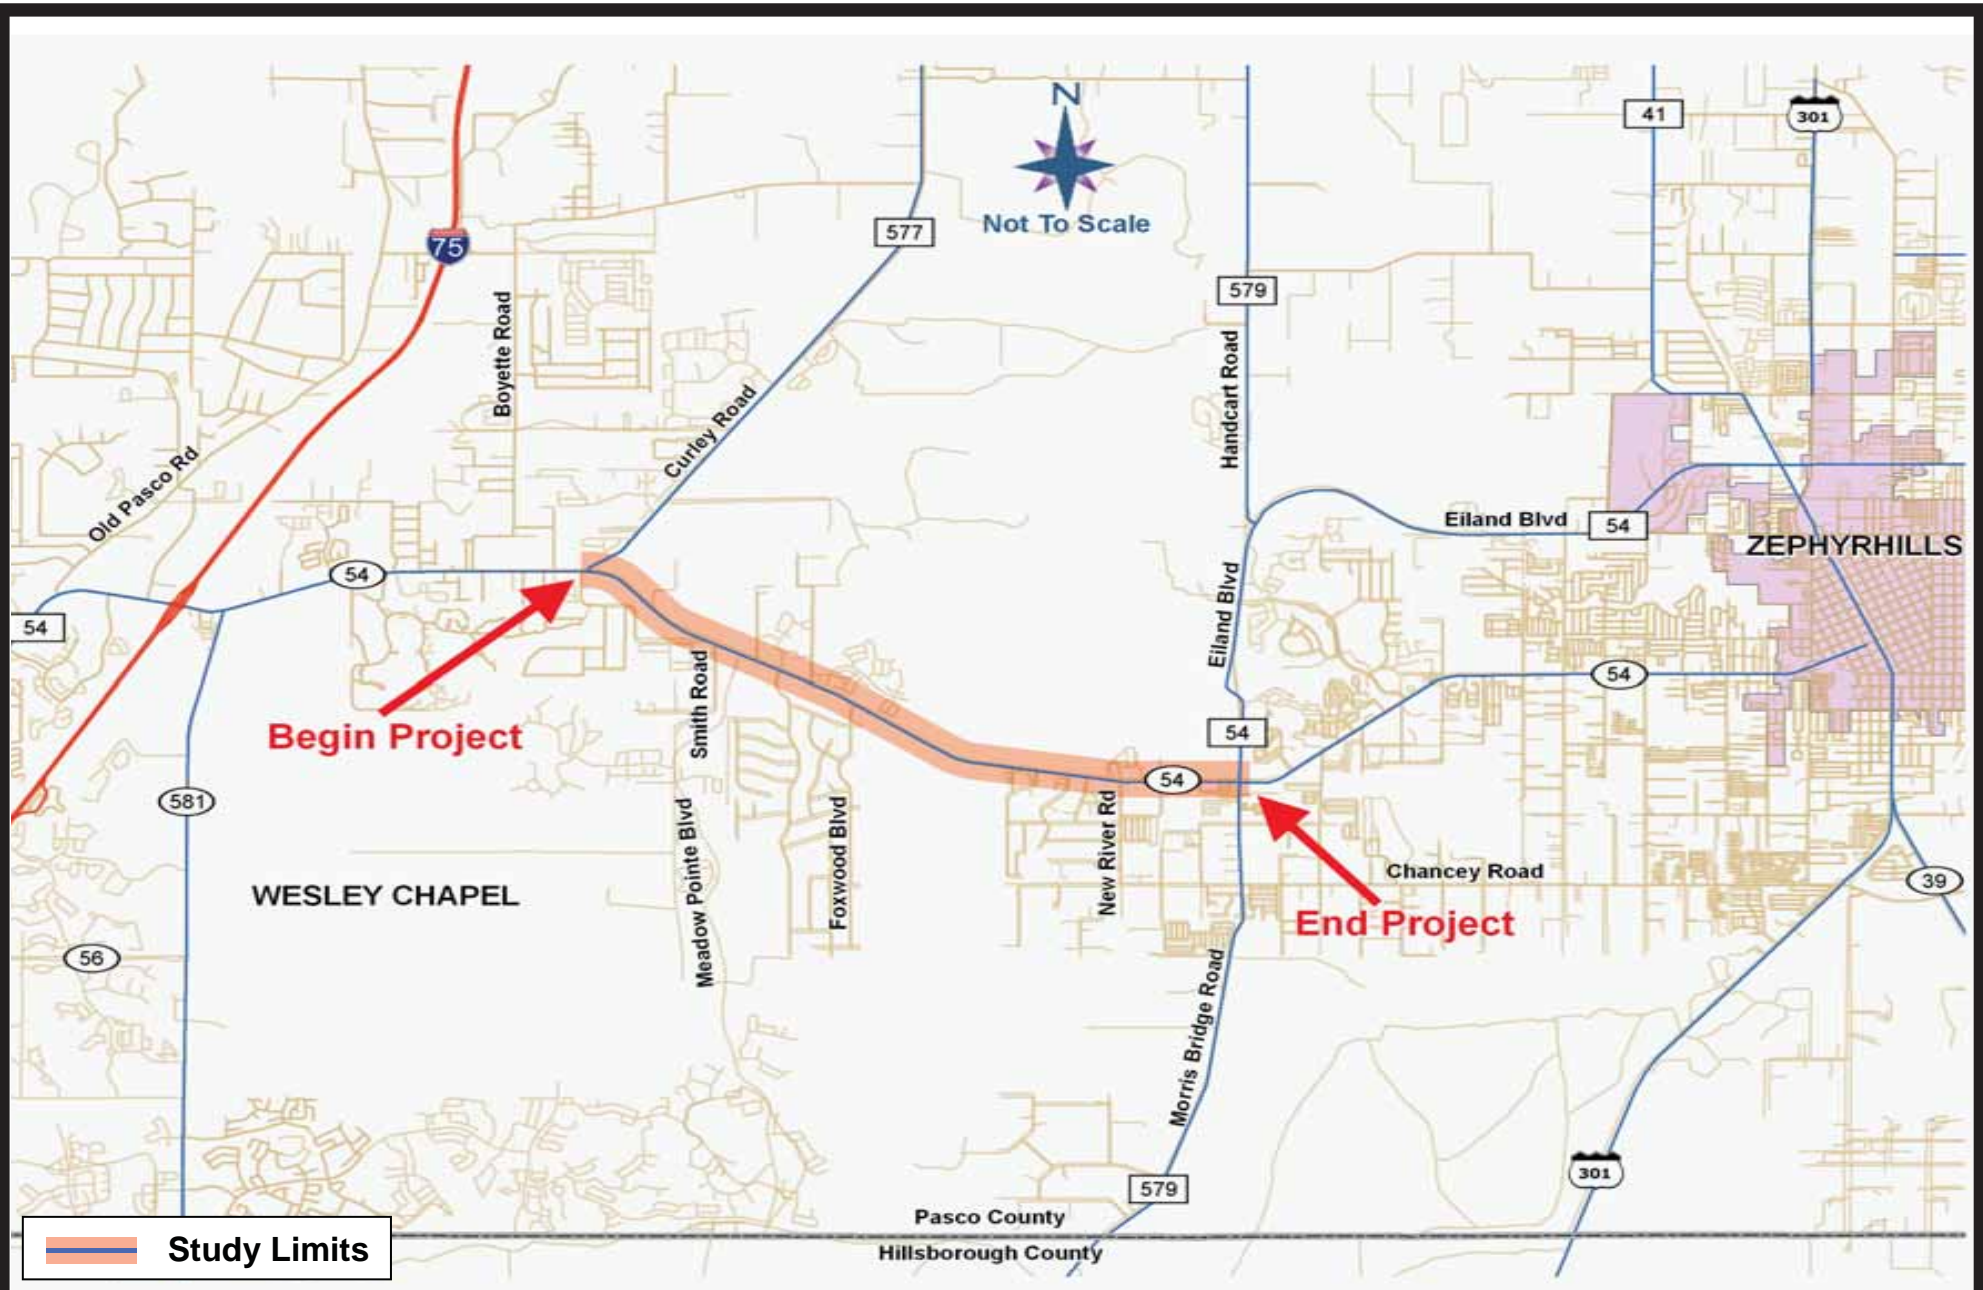 N
Not To Scale
41
301
577
75
579
Boyette Road
Handcart Road
Curley Road
Old Pasco Rd
Eiland Blvd
54
ZEPHYRHILLS
54
54
Eiland Blvd
Smith Road
54
Begin Project
54
54
581
Meadow Pointe Blvd
Foxwood Blvd
New River Rd
Chancey Road
39
WESLEY CHAPEL
End Project
56
Morris Bridge Road
301
579
Pasco County
Hillsborough County
Study Limits